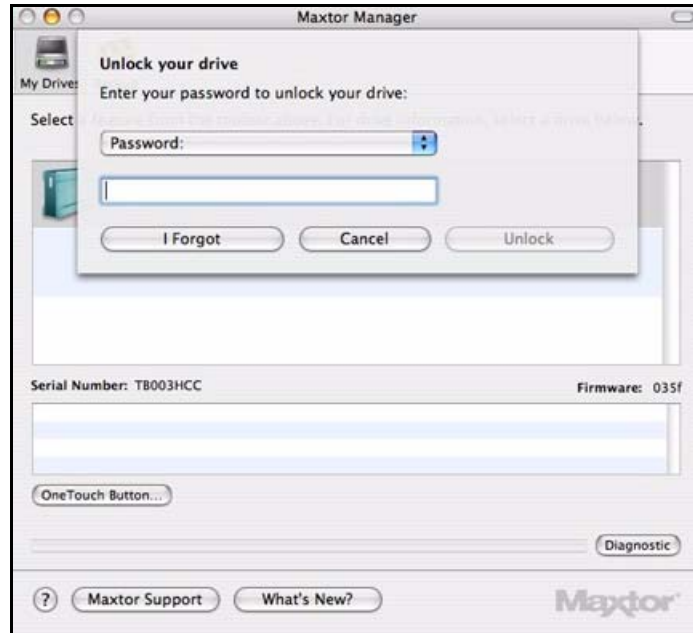 Maxtor Manager
My Drives
Unlock your drive
Enter your password to unlock your drive:
Select
Password:
I Forgot Cancel Unlock
Serial Number: TB003HCC Firmware: 035f
OneTouch Button...
Diagnostic
? Maxtor Support What's New?
Maxtor